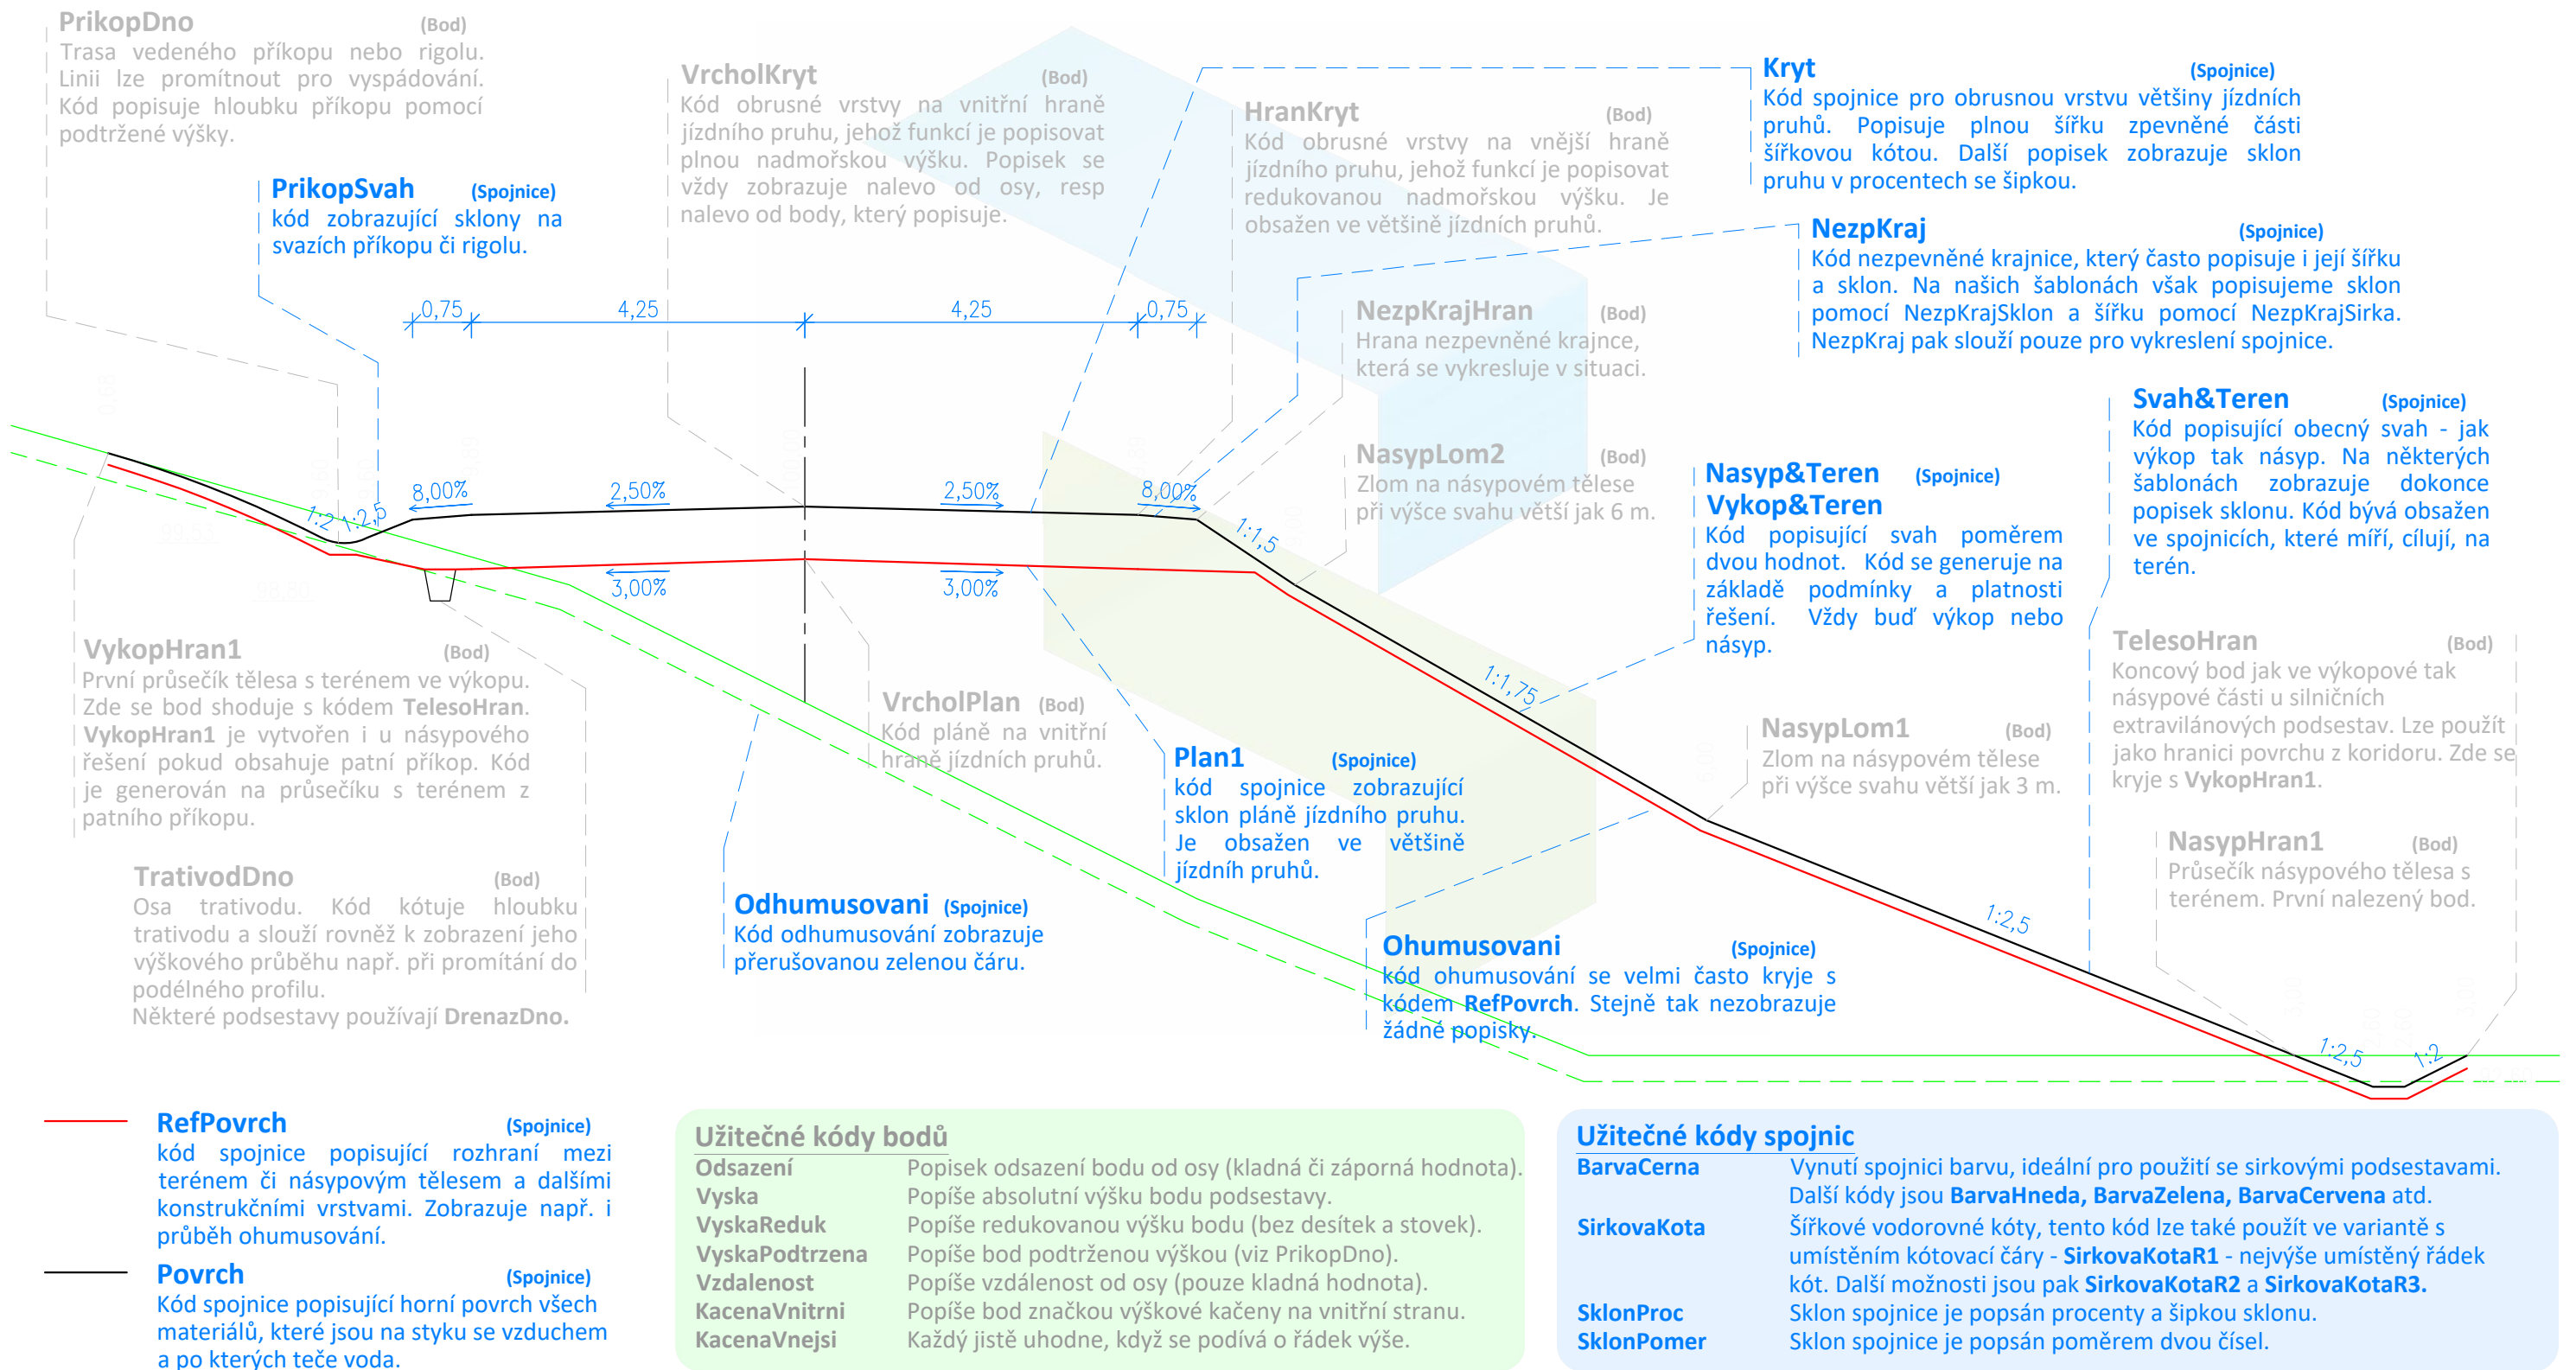 PrikopDno (Bod)
Trasa vedeného příkopu nebo rigolu.
Linii lze promítnout pro vyspádování.
Kód popisuje hloubku příkopu pomocí
podtržené výšky.
PrikopSvah (Spojnice)
kód zobrazující sklony na
svazích příkopu či rigolu.
VrcholKryt (Bod)
Kód obrusné vrstvy na vnitřní hraně
jízdního pruhu, jehož funkcí je popisovat
plnou nadmořskou výšku. Popisek se
vždy zobrazuje nalevo od osy, resp
nalevo od body, který popisuje.
HranKryt (Bod)
Kód obrusné vrstvy na vnější hraně
jízdního pruhu, jehož funkcí je popisovat
redukovanou nadmořskou výšku. Je
obsažen ve většině jízdních pruhů.
Kryt (Spojnice)
Kód spojnice pro obrusnou vrstvu většiny jízdních
pruhů. Popisuje plnou šířku zpevněné části
šířkovou kótou. Další popisek zobrazuje sklon
pruhu v procentech se šipkou.
NezpKraj (Spojnice)
Kód nezpevněné krajnice, který často popisuje i její šířku
a sklon. Na našich šablonách však popisujeme sklon
pomocí NezpKrajSklon a šířku pomocí NezpKrajSirka.
NezpKraj pak slouží pouze pro vykreslení spojnice.
0,75 4,25 4,25 0,75
NezpKrajHran (Bod)
Hrana nezpevněné krajnce,
která se vykresluje v situaci.
NasypLom2 (Bod)
Zlom na násypovém tělese
při výšce svahu větší jak 6 m.
Nasyp&Teren (Spojnice)
Vykop&Teren
Kód popisující svah poměrem
dvou hodnot. Kód se generuje na
základě podmínky a platnosti
řešení. Vždy buď výkop nebo
násyp.
Svah&Teren (Spojnice)
Kód popisující obecný svah - jak
výkop tak násyp. Na některých
šablonách zobrazuje dokonce
popisek sklonu. Kód bývá obsažen
ve spojnicích, které míří, cílují, na
terén.
1:2 1:2,5 8,00% 2,50% 2,50% 8,00% 1:1,5
99,53
98,80
3,00% 3,00%
1:1,75
VykopHran1 (Bod)
První průsečík tělesa s terénem ve výkopu.
Zde se bod shoduje s kódem TelesoHran.
VykopHran1 je vytvořen i u násypového
řešení pokud obsahuje patní příkop. Kód
je generován na průsečíku s terénem z
patního příkopu.
VrcholPlan (Bod)
Kód pláně na vnitřní
hraně jízdních pruhů.
Plan1 (Spojnice)
kód spojnice zobrazující
sklon pláně jízdního pruhu.
Je obsažen ve většině
jízdníh pruhů.
NasypLom1 (Bod)
Zlom na násypovém tělese
při výšce svahu větší jak 3 m.
TelesoHran (Bod)
Koncový bod jak ve výkopové tak
násypové části u silničních
extravilánových podsestav. Lze použít
jako hranici povrchu z koridoru. Zde se
kryje s VykopHran1.
NasypHran1 (Bod)
Průsečík násypového tělesa s
terénem. První nalezený bod.
TrativodDno (Bod)
Osa trativodu. Kód kótuje hloubku
trativodu a slouží rovněž k zobrazení jeho
výškového průběhu např. při promítání do
podélného profilu.
Některé podsestavy používají DrenazDno.
Odhumusovani (Spojnice)
Kód odhumusování zobrazuje
přerušovanou zelenou čáru.
Ohumusovani (Spojnice)
kód ohumusování se velmi často kryje s
kódem RefPovrch. Stejně tak nezobrazuje
žádné popisky.
1:2,5
1:2,5 1:2
RefPovrch (Spojnice)
kód spojnice popisující rozhraní mezi
terénem či násypovým tělesem a dalšími
konstrukčními vrstvami. Zobrazuje např. i
průběh ohumusování.
Povrch (Spojnice)
Kód spojnice popisující horní povrch všech
materiálů, které jsou na styku se vzduchem
a po kterých teče voda.
Užitečné kódy bodů
Odsazení Popisek odsazení bodu od osy (kladná či záporná hodnota).
Vyska Popíše absolutní výšku bodu podsestavy.
VyskaReduk Popíše redukovanou výšku bodu (bez desítek a stovek).
VyskaPodtrzena Popíše bod podtrženou výškou (viz PrikopDno).
Vzdalenost Popíše vzdálenost od osy (pouze kladná hodnota).
KacenaVnitrni Popíše bod značkou výškové kačeny na vnitřní stranu.
KacenaVnejsi Každý jistě uhodne, když se podívá o řádek výše.
Užitečné kódy spojnic
BarvaCerna Vynutí spojnici barvu, ideální pro použití se sirkovými podsestavami.
Další kódy jsou BarvaHneda, BarvaZelena, BarvaCervena atd.
SirkovaKota Šířkové vodorovné kóty, tento kód lze také použít ve variantě s
umístěním kótovací čáry - SirkovaKotaR1 - nejvýše umístěný řádek
kót. Další možnosti jsou pak SirkovaKotaR2 a SirkovaKotaR3.
SklonProc Sklon spojnice je popsán procenty a šipkou sklonu.
SklonPomer Sklon spojnice je popsán poměrem dvou čísel.